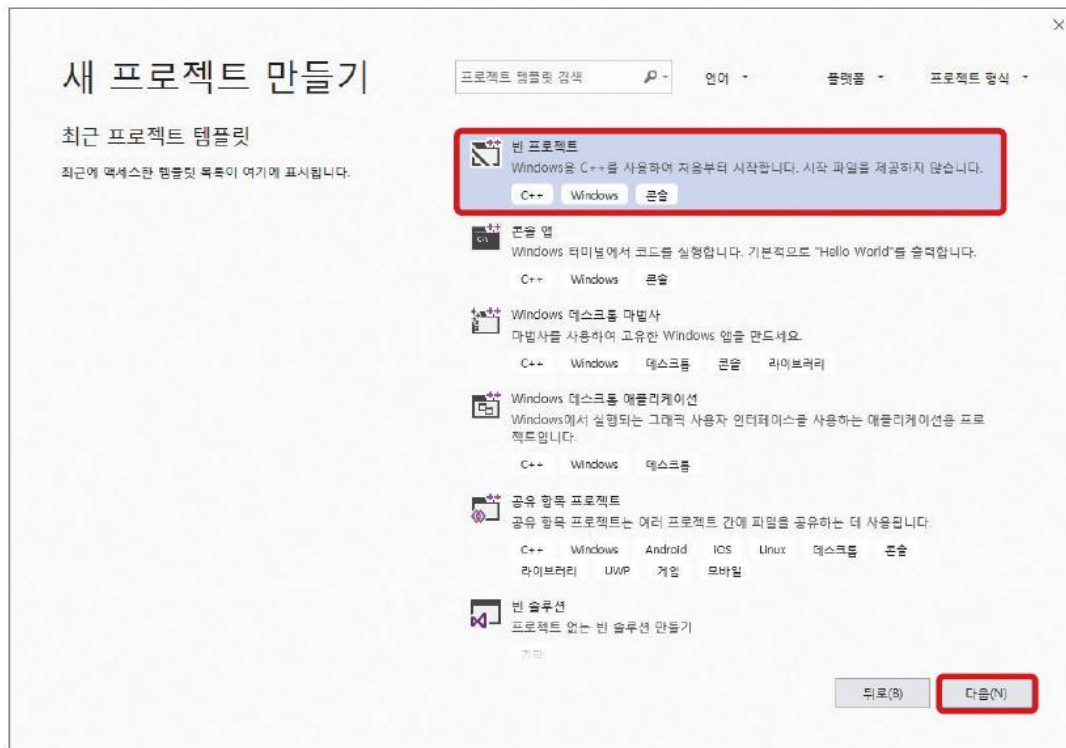 새 프로젝트 만들기
프로젝트 템플릿 검색
언어
플랫폼
프로젝트 형식
최근 프로젝트 템플릿
최근에 액세스한 템플릿 목록이 여기에 표시됩니다.
빈 프로젝트
Windows용 C++를 사용하여 처음부터 시작합니다. 시작 파일을 제공하지 않습니다.
C++ Windows 콘솔
콘솔 앱
Windows 터미널에서 코드를 실행합니다. 기본적으로 "Hello World"를 출력합니다.
C++ Windows 콘솔
Windows 데스크톱 마법사
마법사를 사용하여 고유한 Windows 앱을 만드세요.
C++ Windows 데스크톱 콘솔 라이브러리
Windows 데스크톱 애플리케이션
Windows에서 실행되는 그래픽 사용자 인터페이스를 사용하는 애플리케이션용 프로
젝트입니다.
C++ Windows 데스크톱
공유 항목 프로젝트
공유 항목 프로젝트는 여러 프로젝트 간에 파일을 공유하는 데 사용됩니다.
C++ Windows Android iOS Linux 데스크톱 콘솔
라이브러리 UWP 게임 모바일
빈 솔루션
프로젝트 없는 빈 솔루션 만들기
기타
뒤로(B)
다음(N)